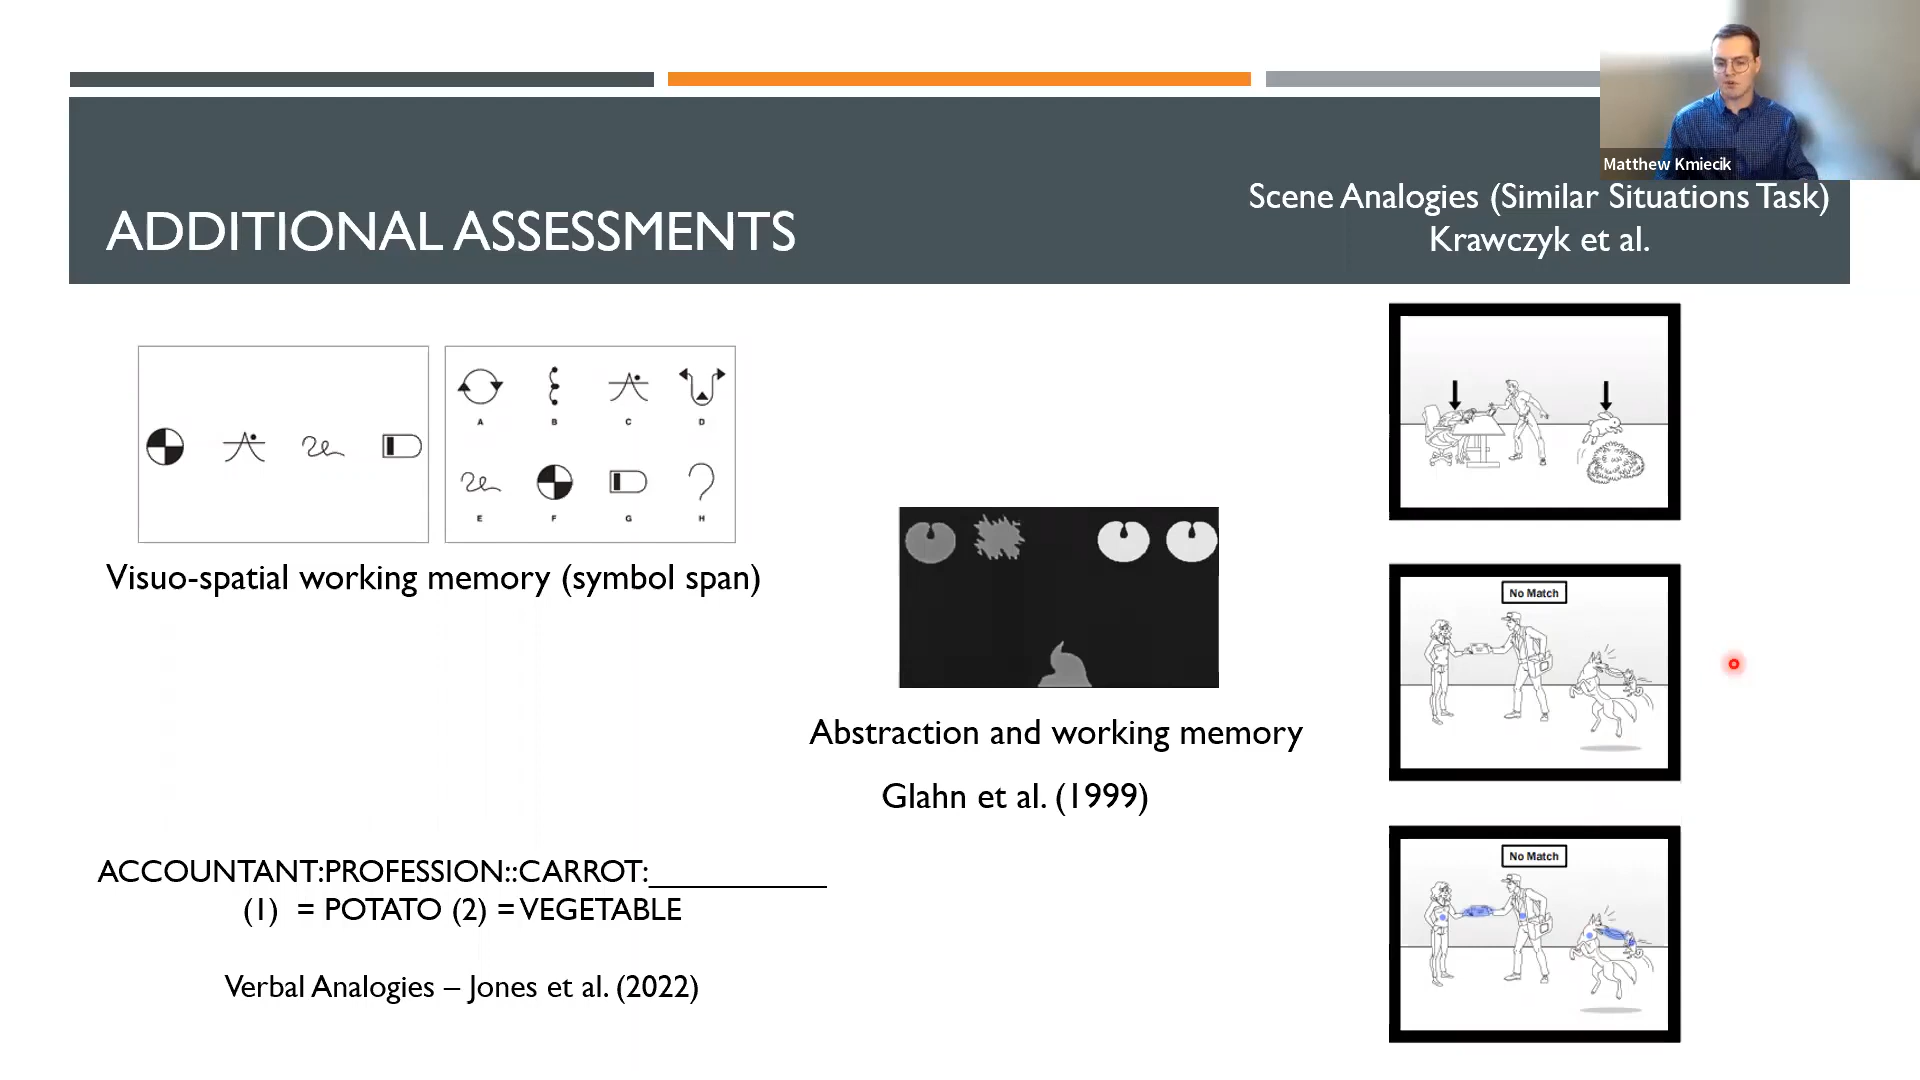 Matthew Kmiecik
Scene Analogies (Similar Situations Task)
Krawczyk et al.
ADDITIONAL ASSESSMENTS
A B C D
E F G H
Visuo-spatial working memory (symbol span)
No Match
Abstraction and working memory
Glahn et al. (1999)
No Match
ACCOUNTANT:PROFESSION::CARROT:___________
(1) = POTATO (2) = VEGETABLE
Verbal Analogies – Jones et al. (2022)